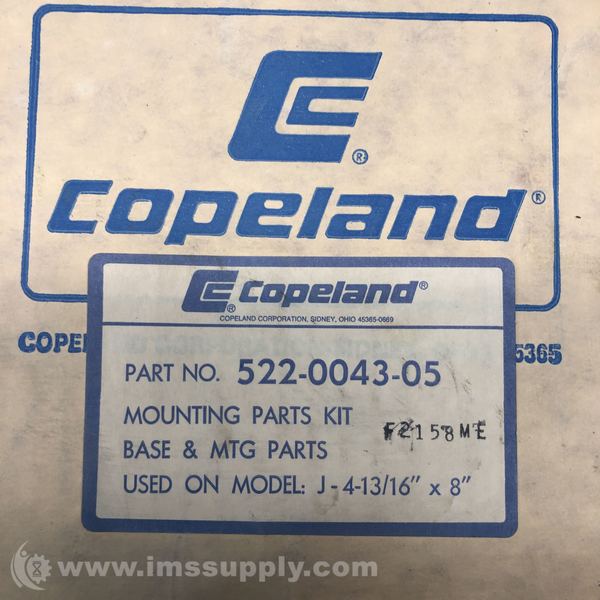 Copeland®
Copeland®
COPELAND CORPORATION, SIDNEY, OHIO 45365-0669
COPE 5365
PART NO. 522-0043-05
MOUNTING PARTS KIT
F2158ME
BASE & MTG PARTS
USED ON MODEL: J-4-13/16" x 8"
www.imssupply.com